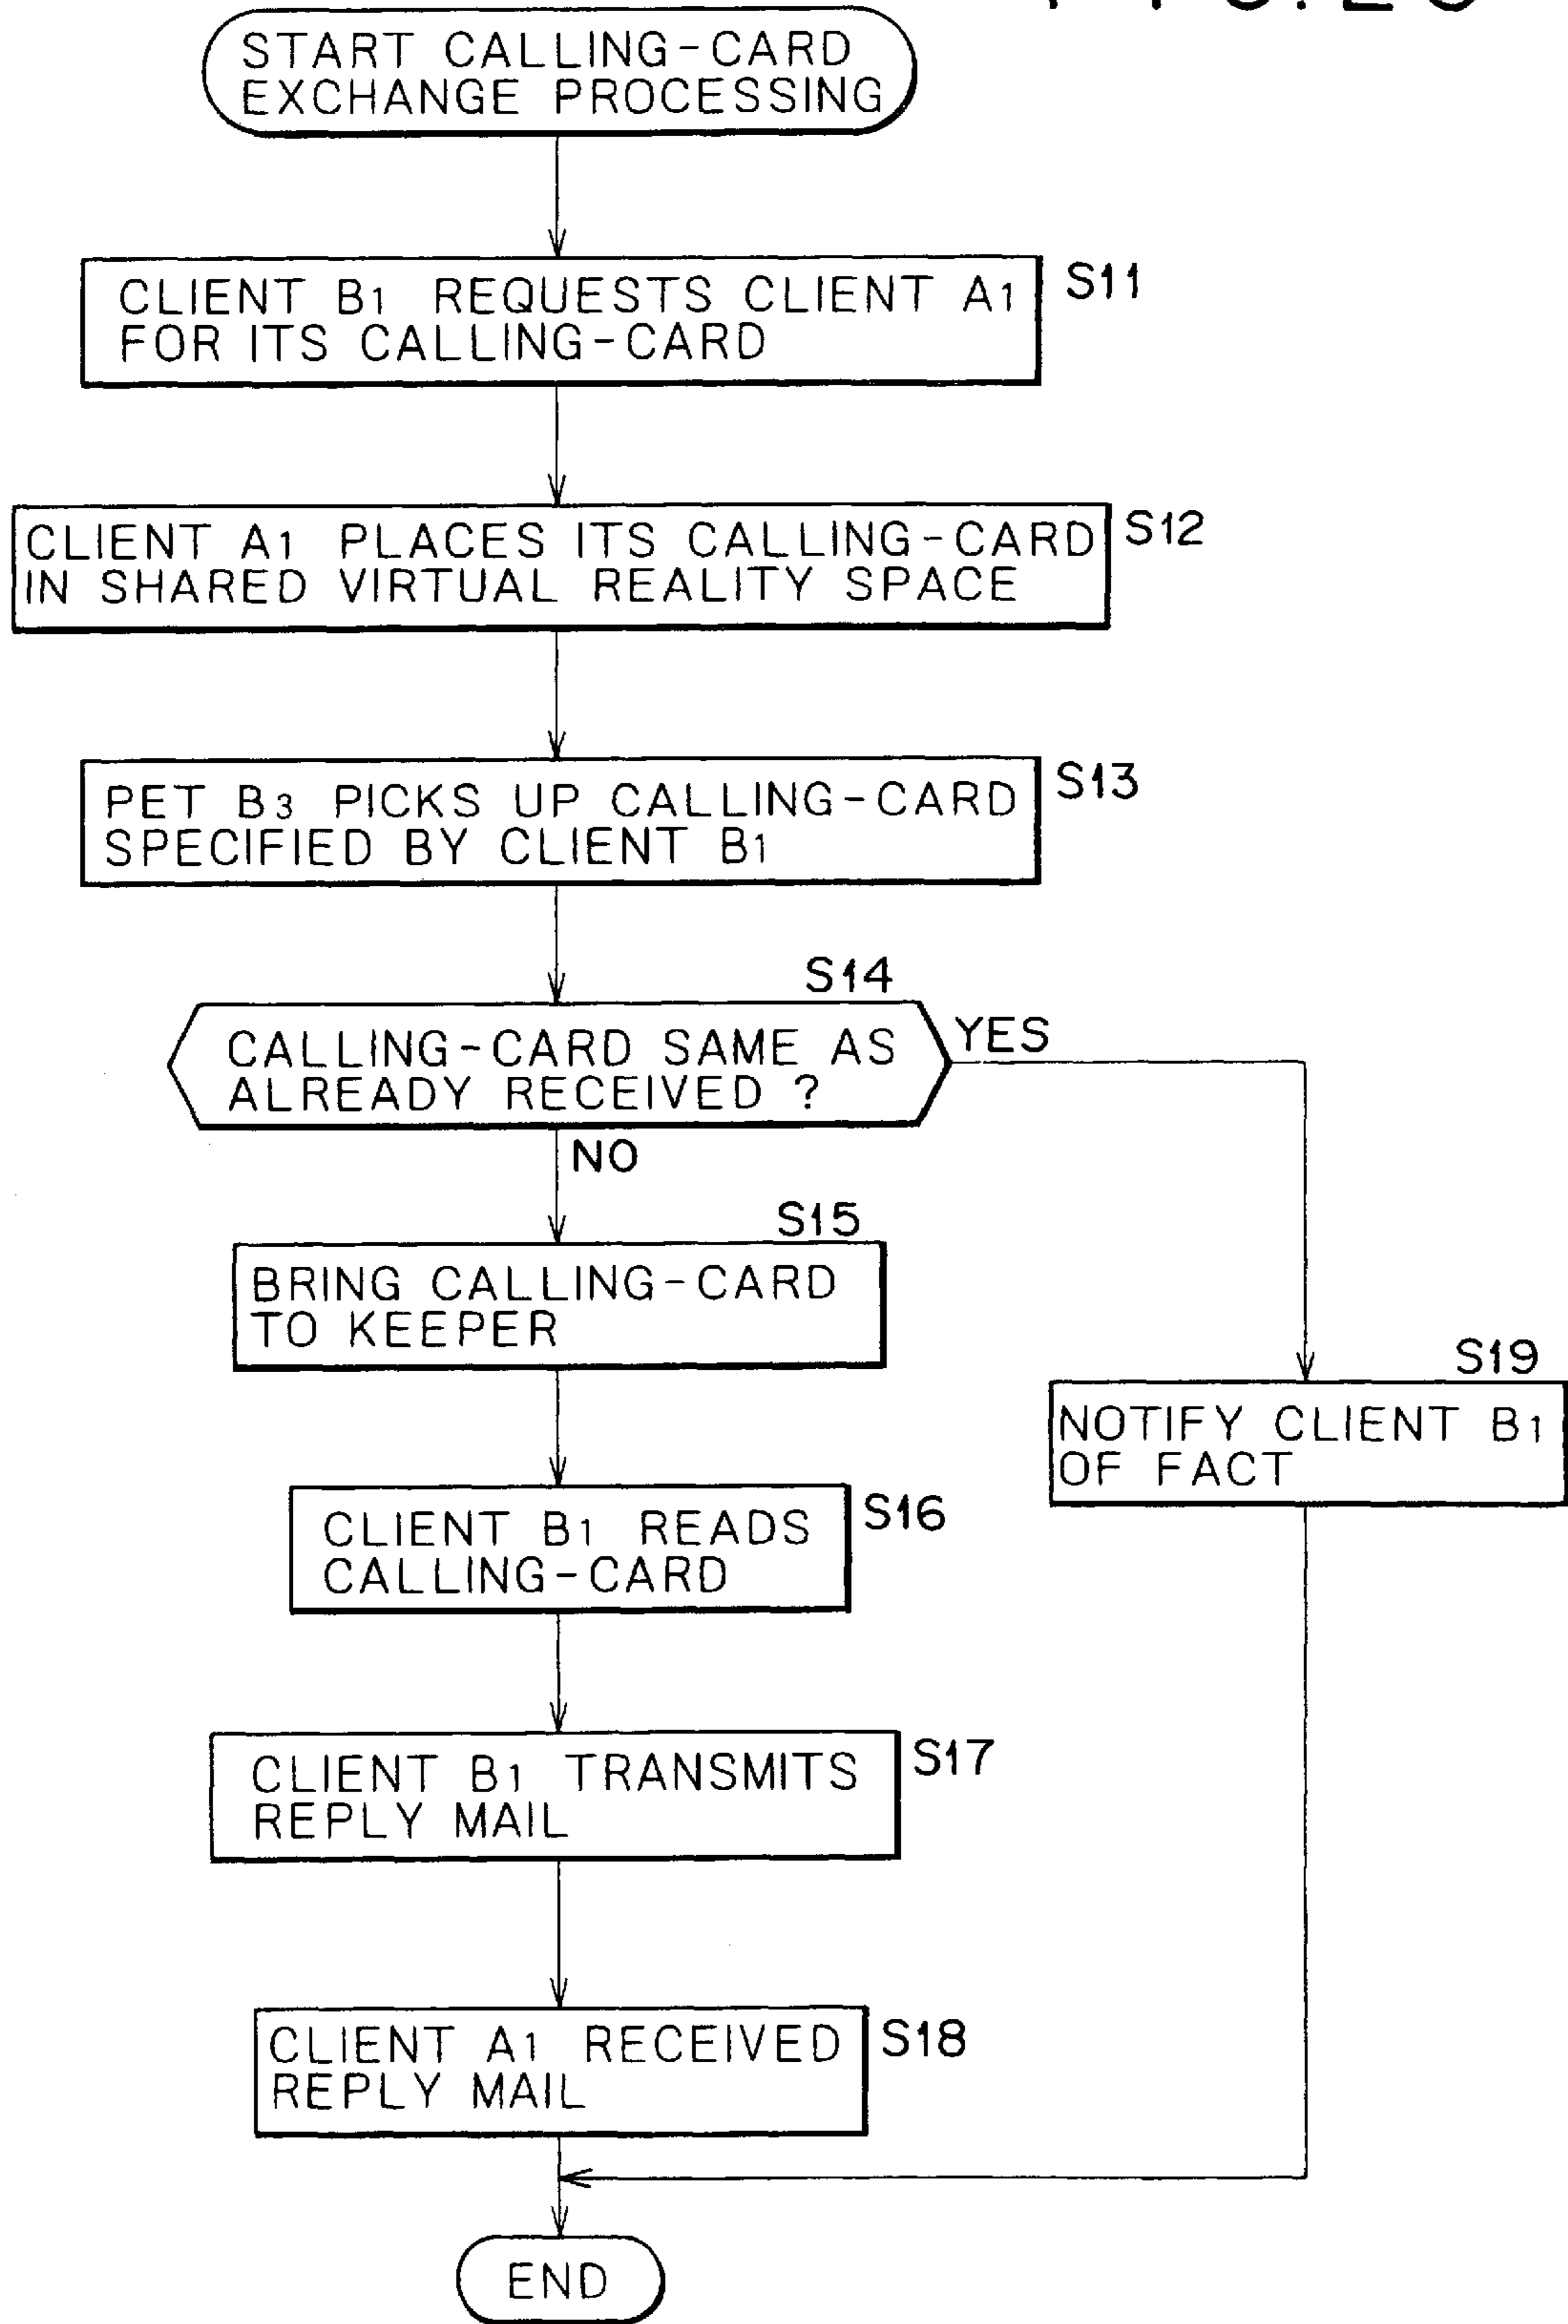 START CALLING-CARD
EXCHANGE PROCESSING
CLIENT B1 REQUESTS CLIENT A1
FOR ITS CALLING-CARD
S11
CLIENT A1 PLACES ITS CALLING-CARD
IN SHARED VIRTUAL REALITY SPACE
S12
PET B3 PICKS UP CALLING-CARD
SPECIFIED BY CLIENT B1
S13
S14
CALLING-CARD SAME AS
ALREADY RECEIVED ?
YES
NO
S15
BRING CALLING-CARD
TO KEEPER
S19
NOTIFY CLIENT B1
OF FACT
CLIENT B1 READS
CALLING-CARD
S16
CLIENT B1 TRANSMITS
REPLY MAIL
S17
CLIENT A1 RECEIVED
REPLY MAIL
S18
END